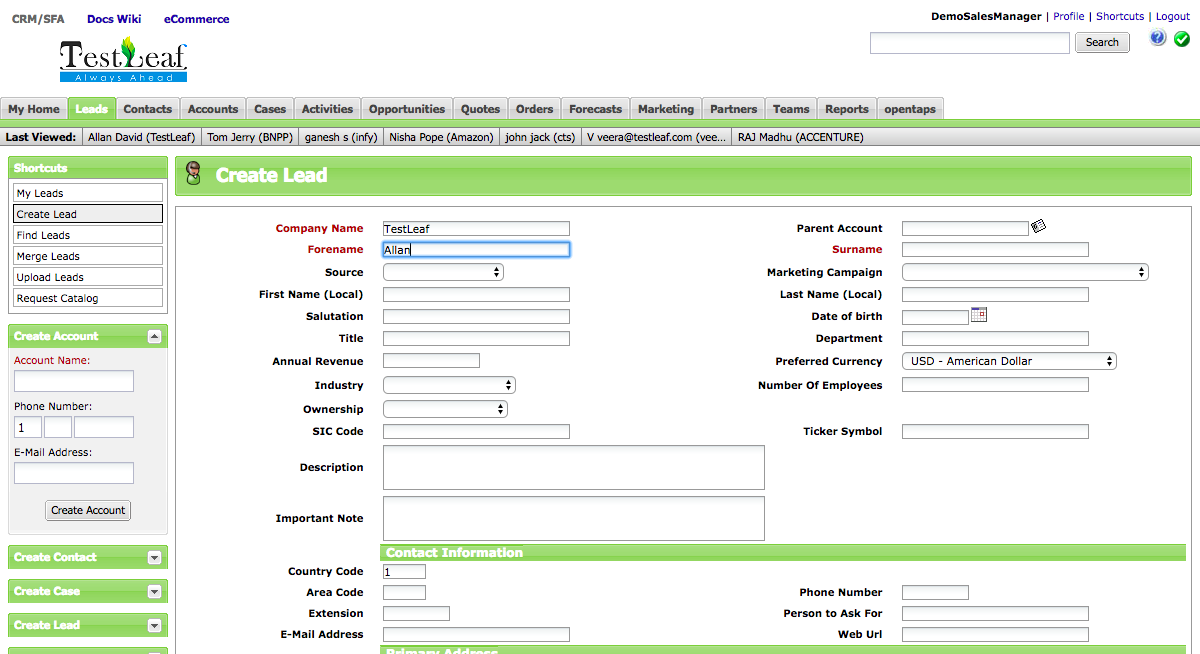 CRM/SFA Docs Wiki eCommerce
DemoSalesManager | Profile | Shortcuts | Logout
TestLeaf
Always Ahead
Search
?
My Home Leads Contacts Accounts Cases Activities Opportunities Quotes Orders Forecasts Marketing Partners Teams Reports opentaps
Last Viewed: Allan David (TestLeaf) Tom Jerry (BNPP) ganesh s (infy) Nisha Pope (Amazon) john jack (cts) V veera@testleaf.com (vee... RAJ Madhu (ACCENTURE)
Shortcuts
My Leads
Create Lead
Find Leads
Merge Leads
Upload Leads
Request Catalog
Create Account
Account Name:
Phone Number:
1
E-Mail Address:
Create Account
Create Contact
Create Case
Create Lead
Create Lead
Company Name TestLeaf Parent Account
Forename Allan Surname
Source Marketing Campaign
First Name (Local) Last Name (Local)
Salutation Date of birth
Title Department
Annual Revenue Preferred Currency USD - American Dollar
Industry Number Of Employees
Ownership
SIC Code Ticker Symbol
Description
Important Note
Contact Information
Country Code 1
Area Code Phone Number
Extension Person to Ask For
E-Mail Address Web Url
Primary Address